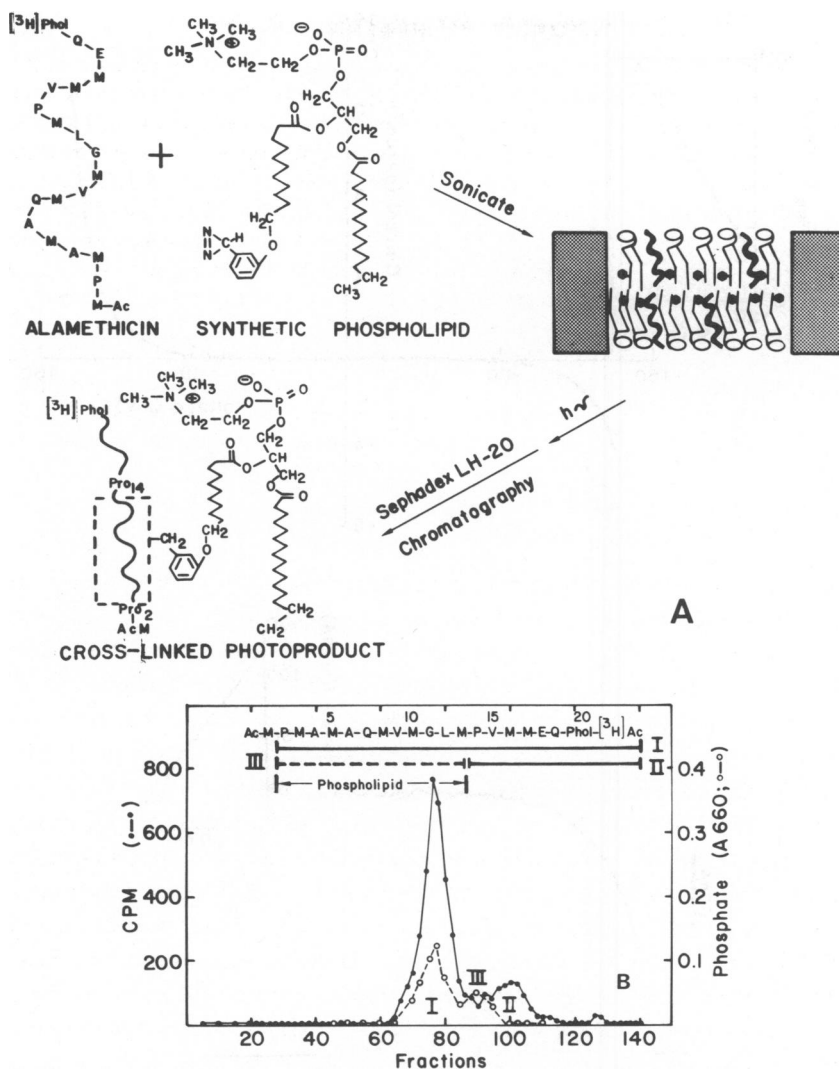 [³H]Phol
Q
E
M
M
V
P
M
L
G
M
V
M
Q
A
M
A
M
P
M–Ac
+
CH3
CH3
CH3
N
⊕
CH2–CH2
O
⊖
O
P
O
O
H2C
CH
CH2
O
O
O
O
CH2
O
N
N
C
H
CH2
CH3
ALAMETHICIN
SYNTHETIC PHOSPHOLIPID
Sonicate
hν
Sephadex LH-20
Chromatography
[³H]Phol
Pro14
Pro2
AcM
CH2
H3C
CH3
CH3
N
⊕
CH2–CH2
O
⊖
O
P
O
O
CH2
CH
CH2
O
O
O
O
CH2
O
CH2
CH2
CROSS–LINKED PHOTOPRODUCT
A
5 10 15 20
Ac–M–P–M–A–M–A–Q–M–V–M–G–L–M–P–V–M–M–E–Q–Phol–[³H]Ac
I
III
II
Phospholipid
CPM (•–•)
800
600
400
200
0.4
0.3
0.2
0.1
Phosphate (A 660; o–o)
I
III
II
B
0 20 40 60 80 100 120 140
Fractions